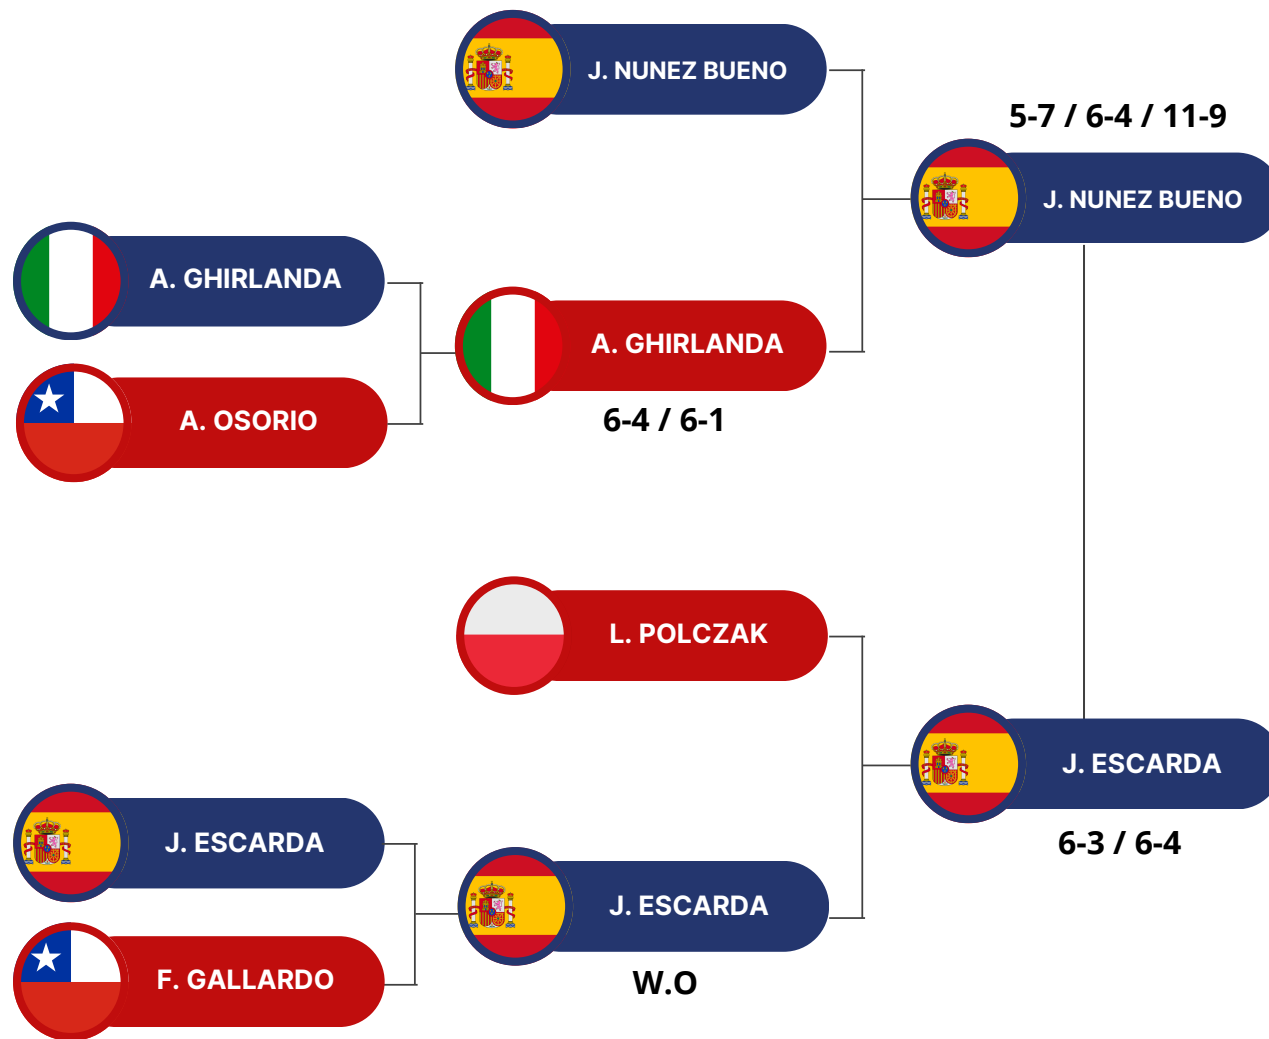 J. NUNEZ BUENO
5-7 / 6-4 / 11-9
J. NUNEZ BUENO
A. GHIRLANDA
A. GHIRLANDA
A. OSORIO
6-4 / 6-1
L. POLCZAK
J. ESCARDA
6-3 / 6-4
J. ESCARDA
J. ESCARDA
F. GALLARDO
W.O